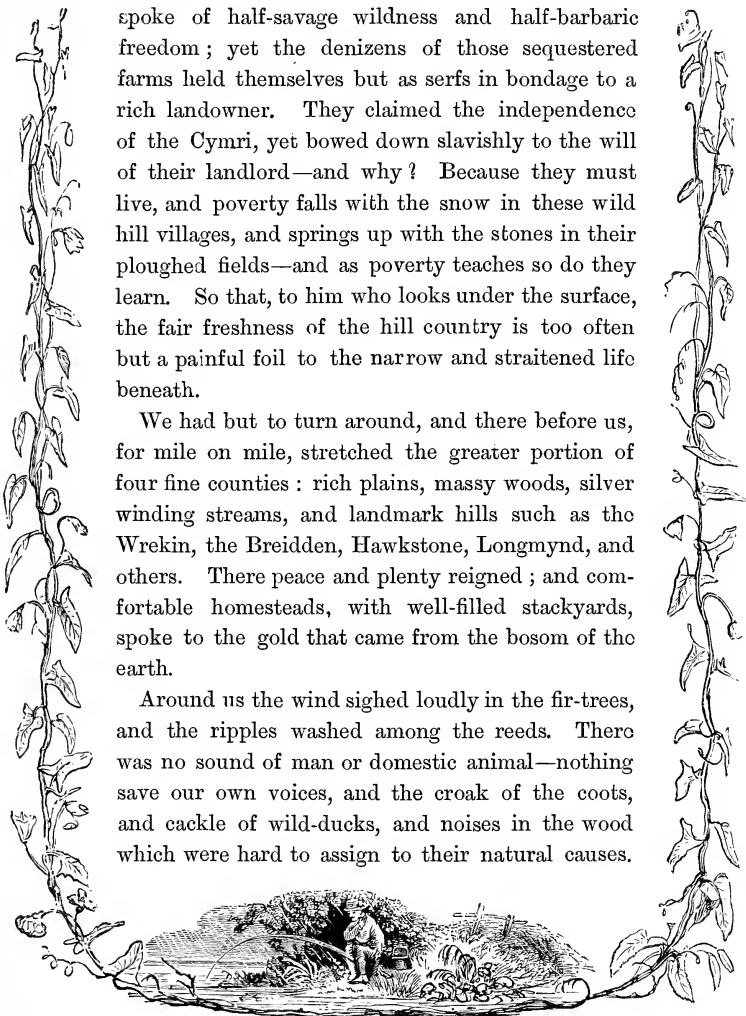 spoke of half-savage wildness and half-barbaric
freedom ; yet the denizens of those sequestered
farms held themselves but as serfs in bondage to a
rich landowner. They claimed the independence
of the Cymri, yet bowed down slavishly to the will
of their landlord—and why ? Because they must
live, and poverty falls with the snow in these wild
hill villages, and springs up with the stones in their
ploughed fields—and as poverty teaches so do they
learn. So that, to him who looks under the surface,
the fair freshness of the hill country is too often
but a painful foil to the narrow and straitened life
beneath.
We had but to turn around, and there before us,
for mile on mile, stretched the greater portion of
four fine counties : rich plains, massy woods, silver
winding streams, and landmark hills such as the
Wrekin, the Breidden, Hawkstone, Longmynd, and
others. There peace and plenty reigned ; and com-
fortable homesteads, with well-filled stackyards,
spoke to the gold that came from the bosom of the
earth.
Around us the wind sighed loudly in the fir-trees,
and the ripples washed among the reeds. There
was no sound of man or domestic animal—nothing
save our own voices, and the croak of the coots,
and cackle of wild-ducks, and noises in the wood
which were hard to assign to their natural causes.